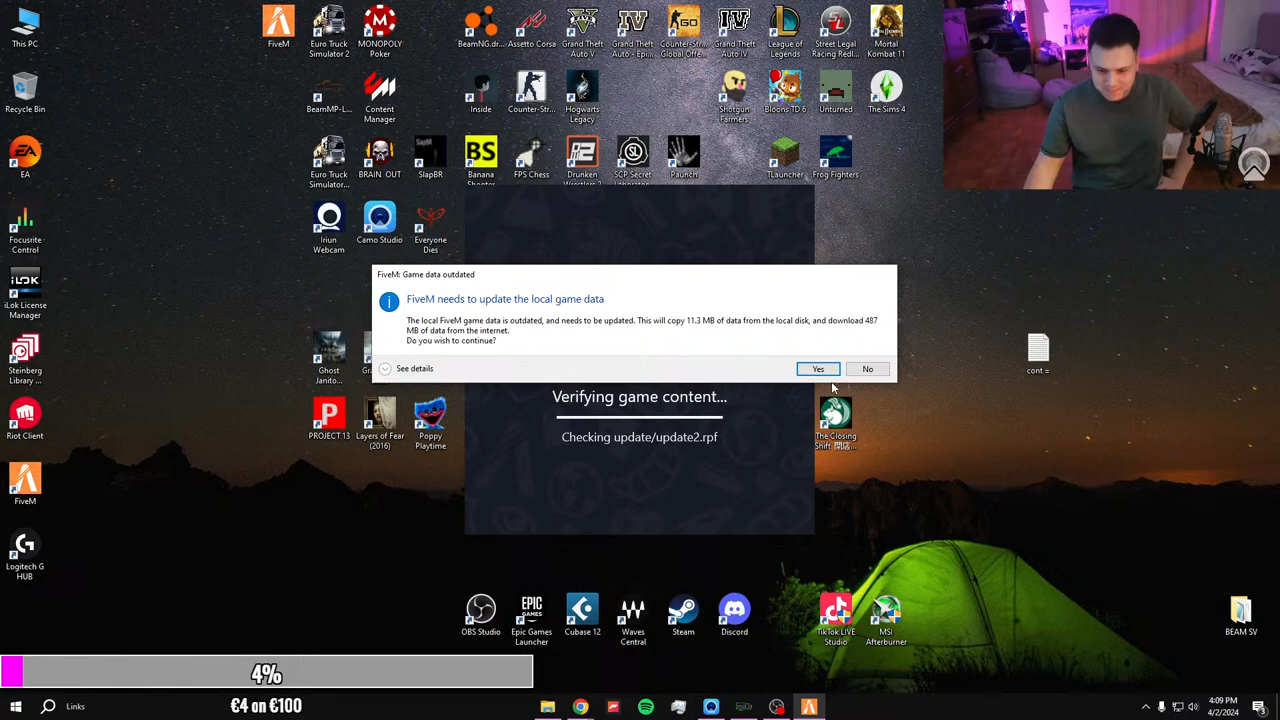 This PC
FiveM
Euro Truck
Simulator 2
MONOPOLY
Poker
BeamNG.dr...
Assetto Corsa
Grand Theft
Auto V
Grand Theft
Auto - Epi...
Counter-Str...
Global Offe...
Grand Theft
Auto IV
League of
Legends
Street Legal
Racing Redl...
Mortal
Kombat 11
Recycle Bin
BeamMP-L...
Content
Manager
Inside
Counter-Str...
Hogwarts
Legacy
Shotgun
Farmers
Bloons TD 6
Unturned
The Sims 4
EA
Euro Truck
Simulator...
BRAIN OUT
SlapBR
BS
Banana
Shooter
FPS Chess
Drunken
Wrestlers 2
SCP Secret
Laboratory
Paunch
TLauncher
Frog Fighters
Focusrite
Control
Iriun
Webcam
Camo Studio
Everyone
Dies
FiveM: Game data outdated
FiveM needs to update the local game data
The local FiveM game data is outdated, and needs to be updated. This will copy 11.3 MB of data from the local disk, and download 487
MB of data from the internet.
Do you wish to continue?
See details
Yes
No
iLOK
iLok License
Manager
Steinberg
Library ...
Ghost
Janito...
cont =
Verifying game content...
Checking update/update2.rpf
Riot Client
PROJECT 13
Layers of Fear
(2016)
Poppy
Playtime
The Closing
Shift 閉店...
FiveM
Logitech G
HUB
OBS Studio
EPIC
GAMES
Epic Games
Launcher
Cubase 12
Waves
Central
Steam
Discord
TikTok LIVE
Studio
MSI
Afterburner
BEAM SV
4%
€4 on €100
Links
4:09 PM
4/2/2024